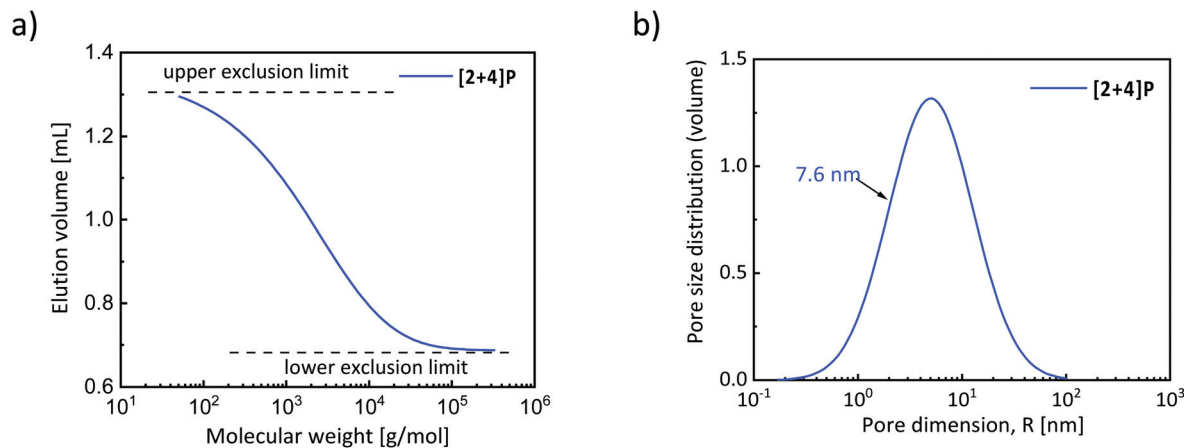 a)
1.4
1.2
1.0
0.8
0.6
Elution volume [mL]
upper exclusion limit
[2+4]P
lower exclusion limit
10¹
10²
10³
10⁴
10⁵
10⁶
Molecular weight [g/mol]
b)
1.5
1.0
0.5
0.0
Pore size distribution (volume)
[2+4]P
7.6 nm
10⁻¹
10⁰
10¹
10²
10³
Pore dimension, R [nm]